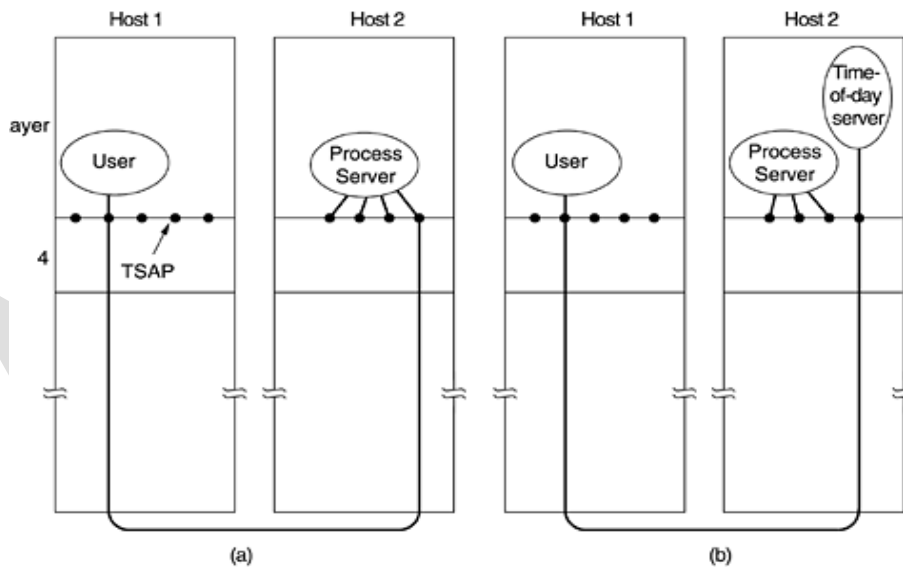 Host 1
Host 2
Host 1
Host 2
ayer
4
User
Process
Server
TSAP
User
Process
Server
Time-
of-day
server
(a)
(b)